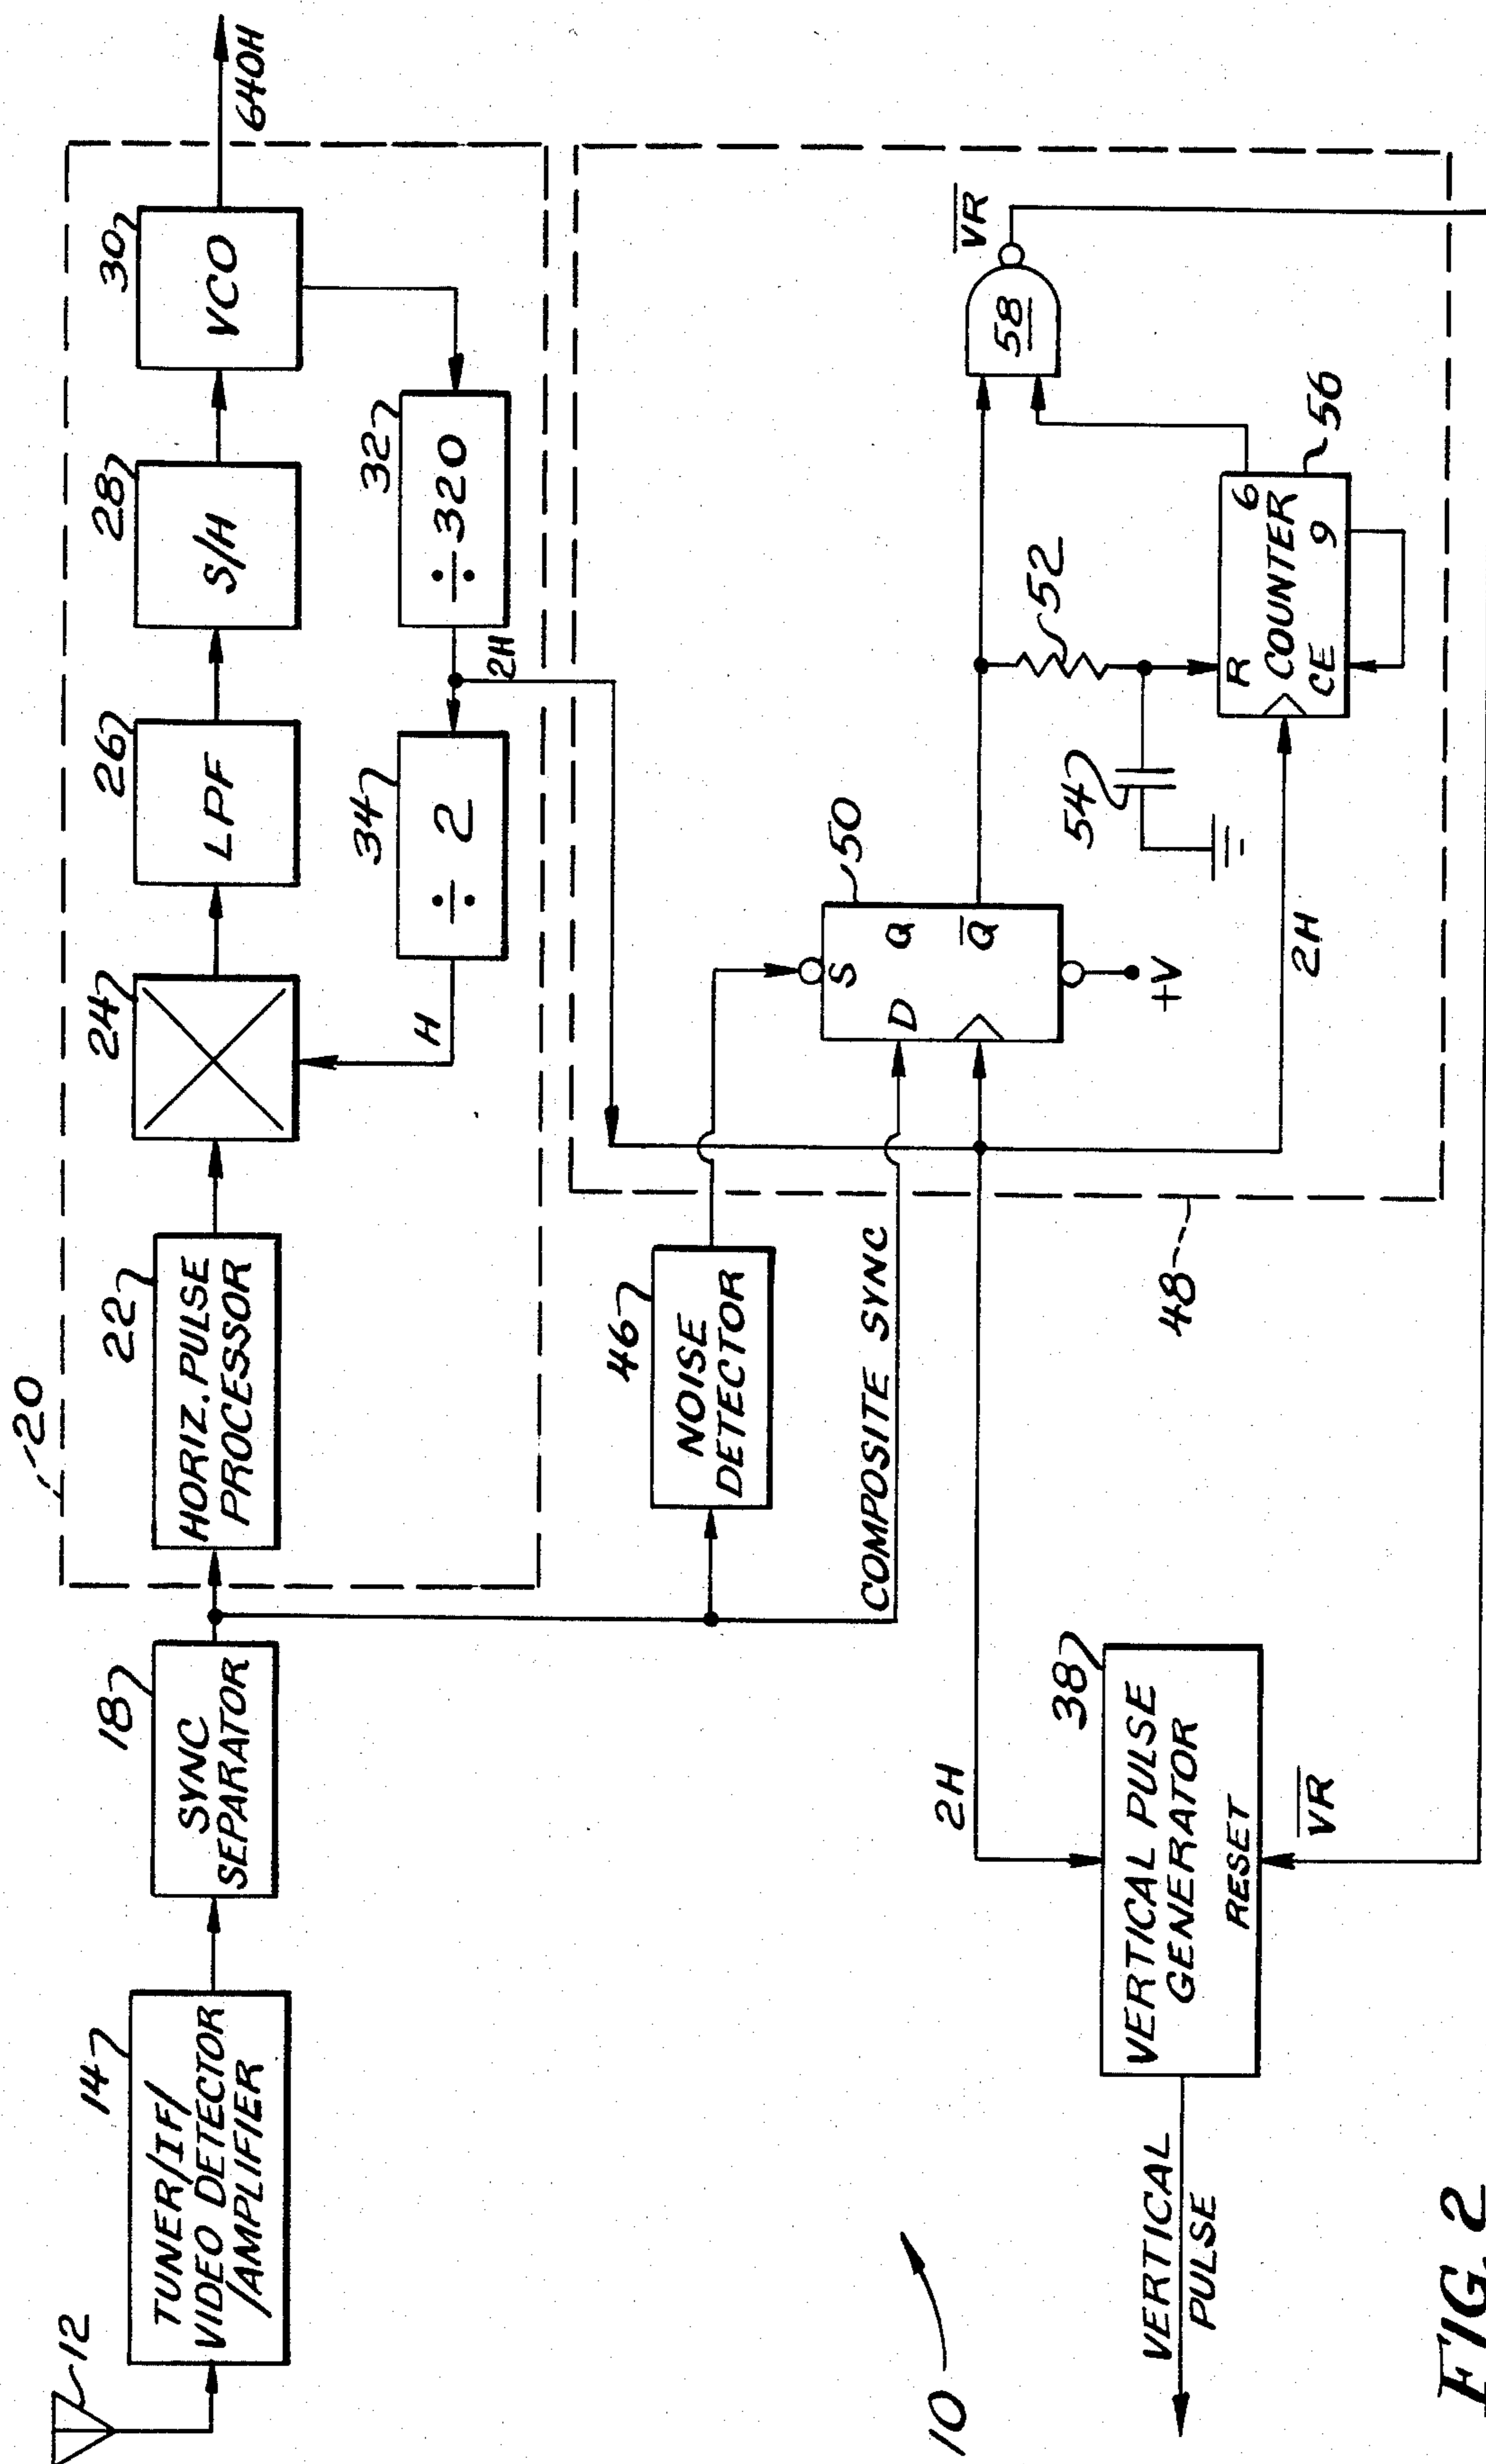 12
14
TUNER/IF/
VIDEO DETECTOR
/AMPLIFIER
18
SYNC
SEPARATOR
20
22
HORIZ. PULSE
PROCESSOR
24
26
LPF
28
S/H
30
VCO
640H
H
34
÷ 2
2H
32
÷ 320
46
NOISE
DETECTOR
COMPOSITE SYNC
48
50
S
D
Q
Q̅
+V
52
54
2H
R
6
COUNTER
CE
9
56
58
V̅R̅
10
VERTICAL
PULSE
38
VERTICAL PULSE
GENERATOR
RESET
2H
V̅R̅
FIG. 2